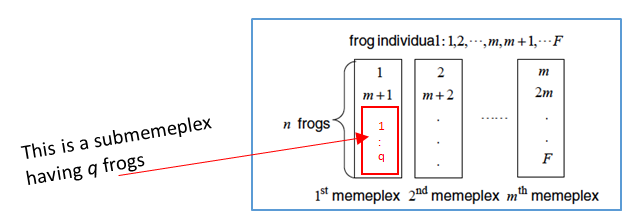 frog individual: 1,2,⋯,m,m+1,⋯F
1 2 m
m+1 m+2 2m
n frogs
1 . .
: ...... .
q . F
This is a submemeplex
having q frogs
1st memeplex 2nd memeplex mth memeplex